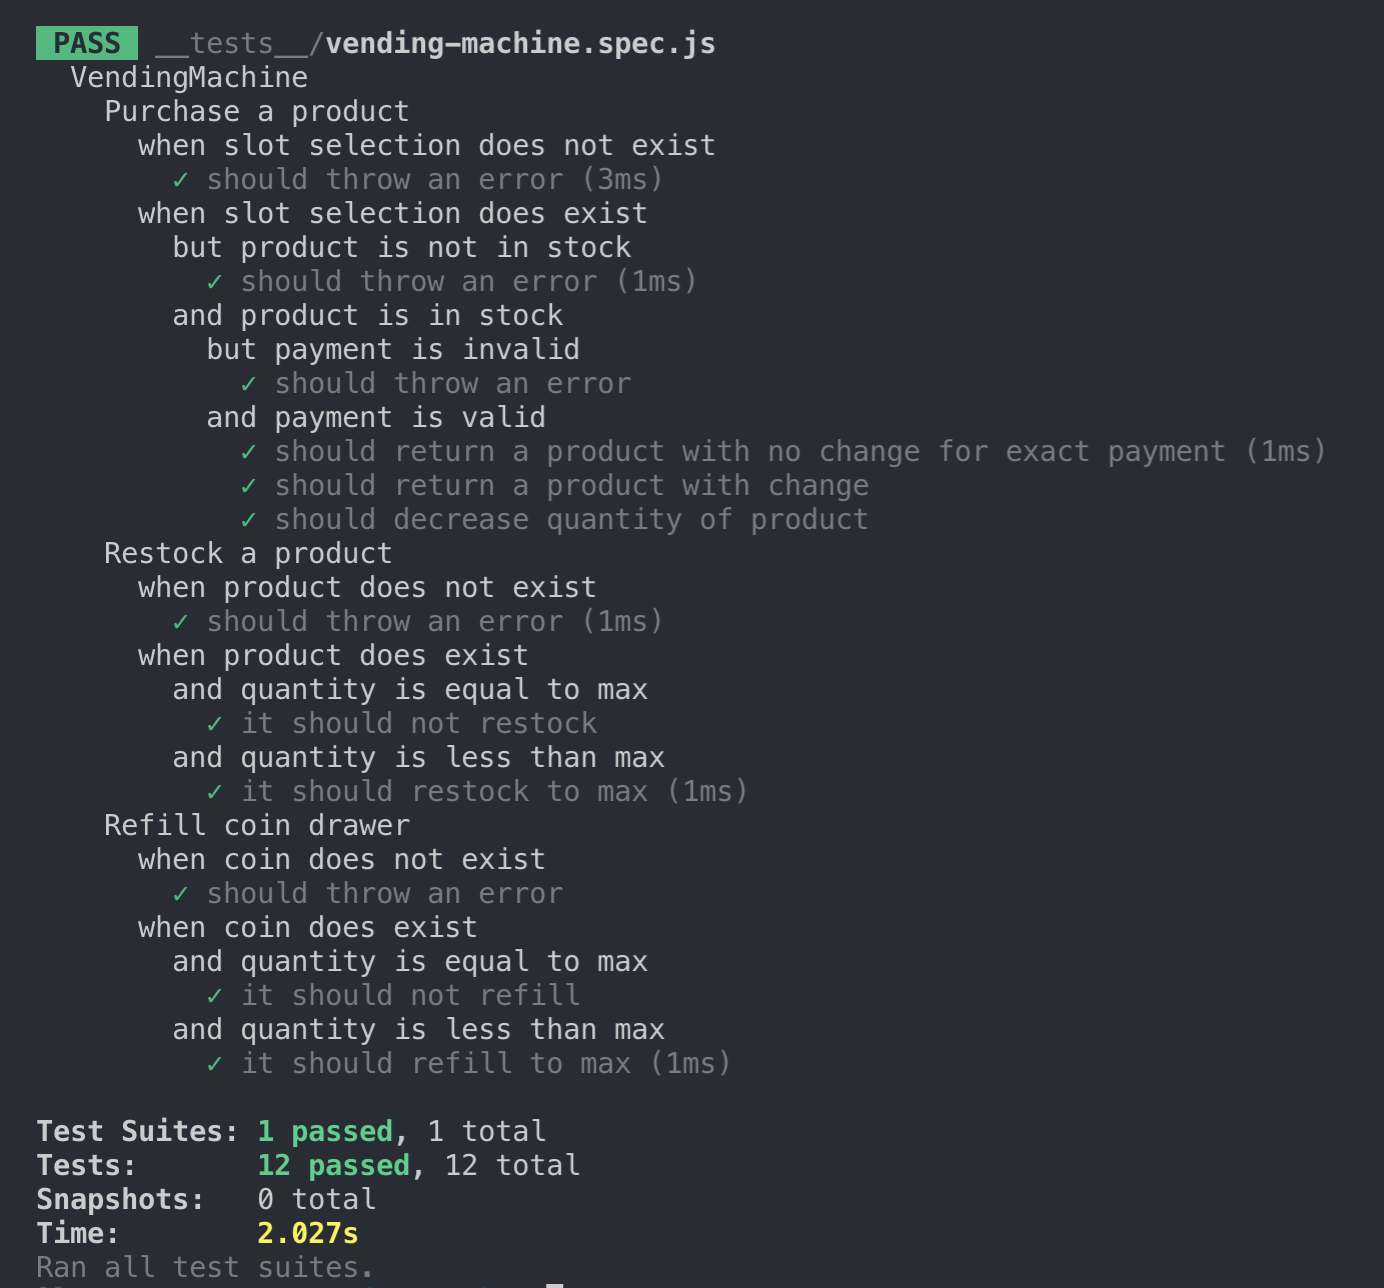 PASS __tests__/vending-machine.spec.js
VendingMachine
Purchase a product
when slot selection does not exist
✓ should throw an error (3ms)
when slot selection does exist
but product is not in stock
✓ should throw an error (1ms)
and product is in stock
but payment is invalid
✓ should throw an error
and payment is valid
✓ should return a product with no change for exact payment (1ms)
✓ should return a product with change
✓ should decrease quantity of product
Restock a product
when product does not exist
✓ should throw an error (1ms)
when product does exist
and quantity is equal to max
✓ it should not restock
and quantity is less than max
✓ it should restock to max (1ms)
Refill coin drawer
when coin does not exist
✓ should throw an error
when coin does exist
and quantity is equal to max
✓ it should not refill
and quantity is less than max
✓ it should refill to max (1ms)
Test Suites: 1 passed, 1 total
Tests: 12 passed, 12 total
Snapshots: 0 total
Time: 2.027s
Ran all test suites.